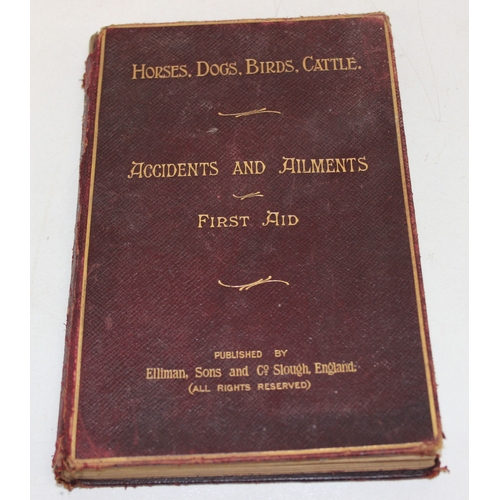 HORSES, DOGS, BIRDS, CATTLE.
ACCIDENTS AND AILMENTS
FIRST AID
PUBLISHED BY
Elliman, Sons and Co Slough, England.
(ALL RIGHTS RESERVED)